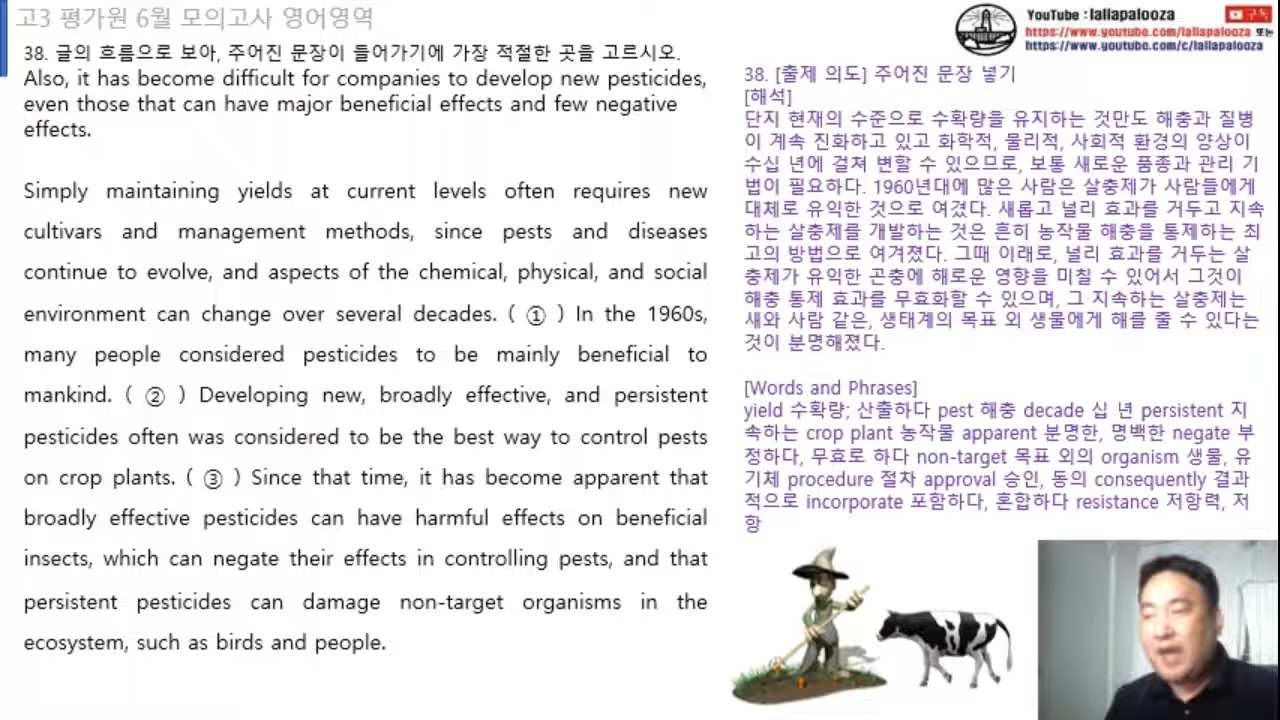 고3 평가원 6월 모의고사 영어영역
38. 글의 흐름으로 보아, 주어진 문장이 들어가기에 가장 적절한 곳을 고르시오.
Also, it has become difficult for companies to develop new pesticides,
even those that can have major beneficial effects and few negative
effects.
Simply maintaining yields at current levels often requires new
cultivars and management methods, since pests and diseases
continue to evolve, and aspects of the chemical, physical, and social
environment can change over several decades. ( ① ) In the 1960s,
many people considered pesticides to be mainly beneficial to
mankind. ( ② ) Developing new, broadly effective, and persistent
pesticides often was considered to be the best way to control pests
on crop plants. ( ③ ) Since that time, it has become apparent that
broadly effective pesticides can have harmful effects on beneficial
insects, which can negate their effects in controlling pests, and that
persistent pesticides can damage non-target organisms in the
ecosystem, such as birds and people.
YouTube : lallapalooza 구독
https://www.youtube.com/lallapalooza 또는
https://www.youtube.com/c/lallapalooza
38. [출제 의도] 주어진 문장 넣기
[해석]
단지 현재의 수준으로 수확량을 유지하는 것만도 해충과 질병
이 계속 진화하고 있고 화학적, 물리적, 사회적 환경의 양상이
수십 년에 걸쳐 변할 수 있으므로, 보통 새로운 품종과 관리 기
법이 필요하다. 1960년대에 많은 사람은 살충제가 사람들에게
대체로 유익한 것으로 여겼다. 새롭고 널리 효과를 거두고 지속
하는 살충제를 개발하는 것은 흔히 농작물 해충을 통제하는 최
고의 방법으로 여겨졌다. 그때 이래로, 널리 효과를 거두는 살
충제가 유익한 곤충에 해로운 영향을 미칠 수 있어서 그것이
해충 통제 효과를 무효화할 수 있으며, 그 지속하는 살충제는
새와 사람 같은, 생태계의 목표 외 생물에게 해를 줄 수 있다는
것이 분명해졌다.
[Words and Phrases]
yield 수확량; 산출하다 pest 해충 decade 십 년 persistent 지
속하는 crop plant 농작물 apparent 분명한, 명백한 negate 부
정하다, 무효로 하다 non-target 목표 외의 organism 생물, 유
기체 procedure 절차 approval 승인, 동의 consequently 결과
적으로 incorporate 포함하다, 혼합하다 resistance 저항력, 저
항